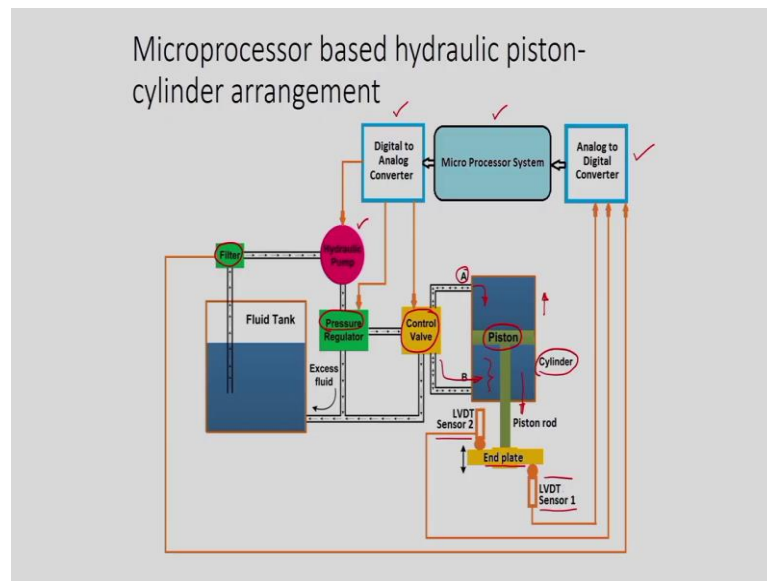 Microprocessor based hydraulic piston-
cylinder arrangement
Digital to
Analog
Converter
Micro Processor System
Analog to
Digital
Converter
Filter
Hydraulic
Pump
Fluid Tank
Pressure
Regulator
Control
Valve
A
Piston
Cylinder
Excess
fluid
B
Piston rod
LVDT
Sensor 2
End plate
LVDT
Sensor 1